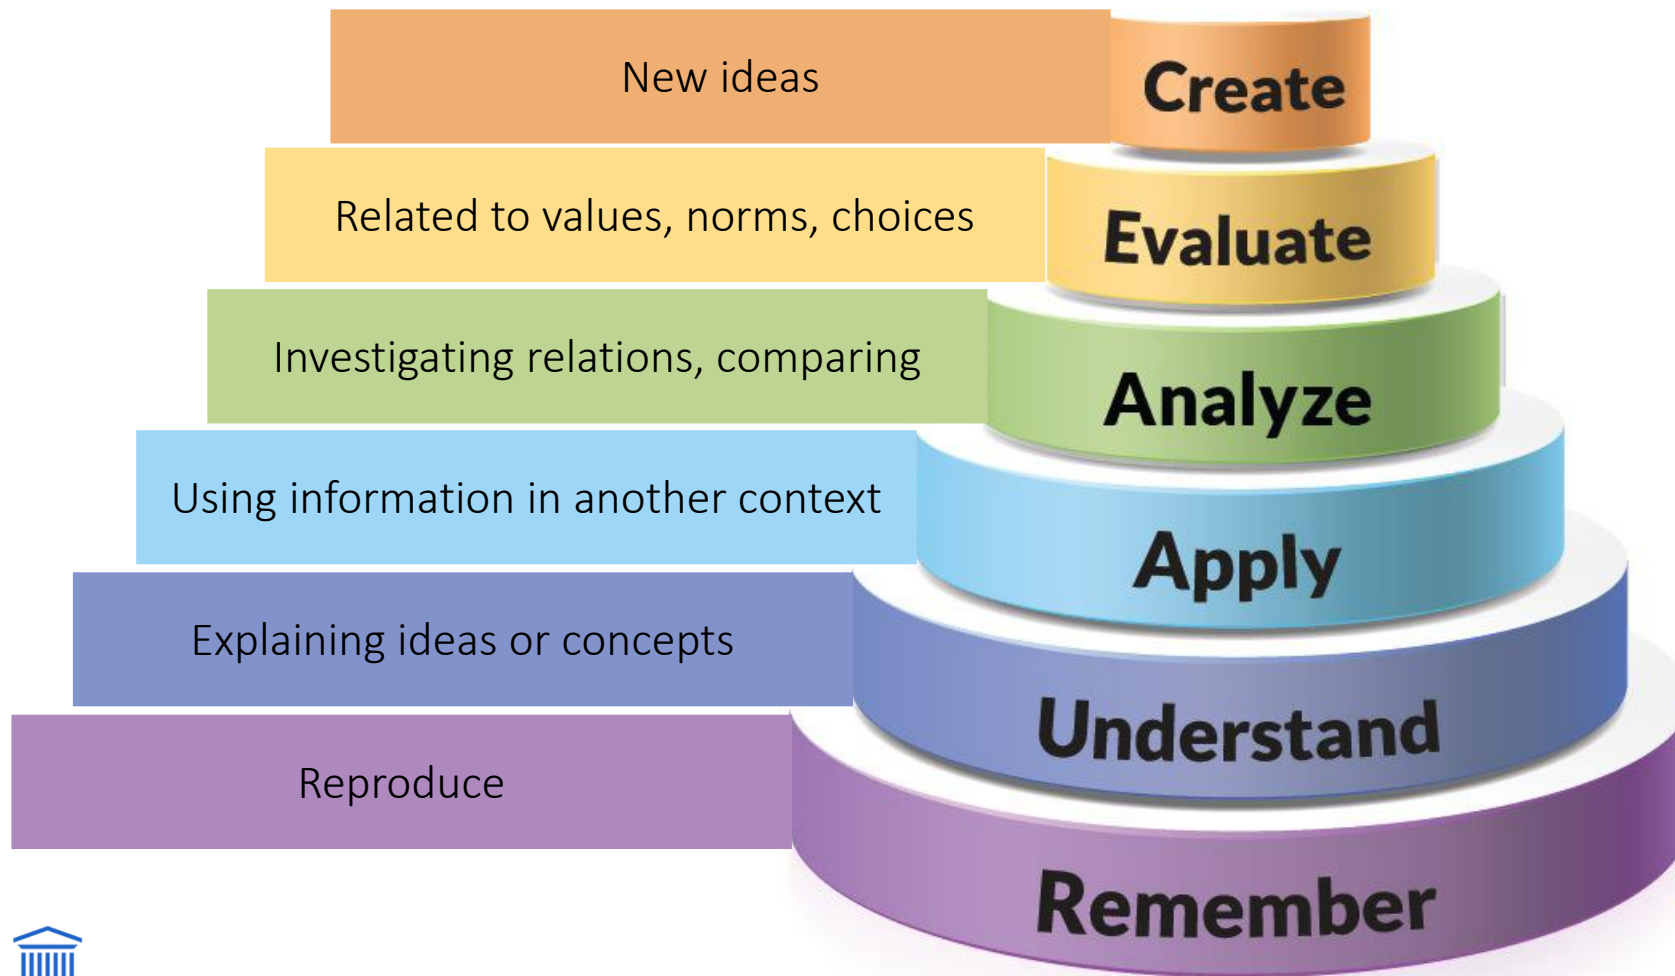 New ideas
Create
Related to values, norms, choices
Evaluate
Investigating relations, comparing
Analyze
Using information in another context
Apply
Explaining ideas or concepts
Understand
Reproduce
Remember